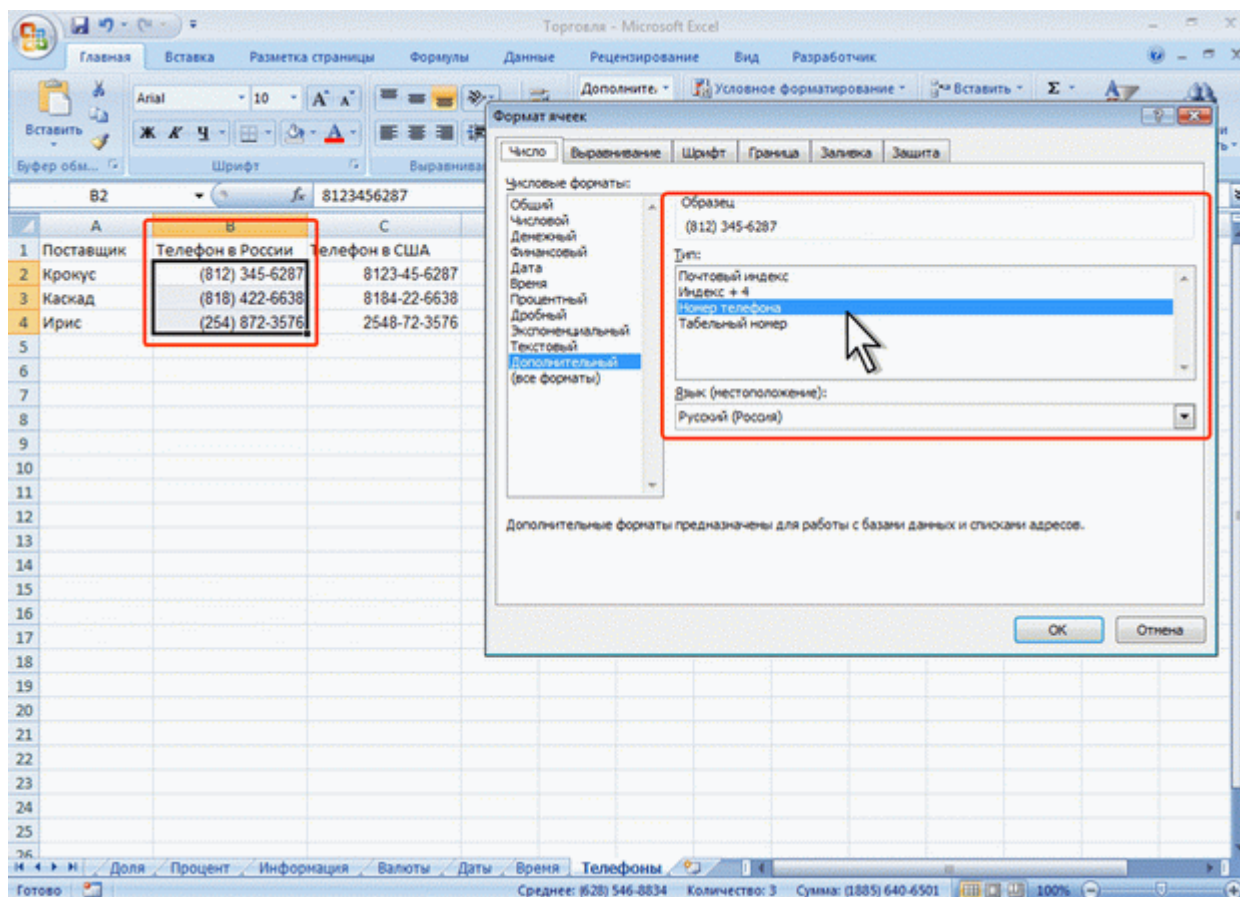 Торговля - Microsoft Excel
Главная Вставка Разметка страницы Формулы Данные Рецензирование Вид Разработчик
Вставить Arial 10 Дополните. Условное форматирование Вставить Σ
Ж К Ч
Буфер обм... Шрифт Выравнива
B2 fx 8123456287
A B C
1 Поставщик Телефон в России Телефон в США
2 Крокус (812) 345-6287 8123-45-6287
3 Каскад (818) 422-6638 8184-22-6638
4 Ирис (254) 872-3576 2548-72-3576
5
6
7
8
9
10
11
12
13
14
15
16
17
18
19
20
21
22
23
24
25
26
Формат ячеек
Число Выравнивание Шрифт Граница Заливка Защита
Числовые форматы:
Общий
Числовой
Денежный
Финансовый
Дата
Время
Процентный
Дробный
Экспоненциальный
Текстовый
Дополнительный
(все форматы)
Образец
(812) 345-6287
Тип:
Почтовый индекс
Индекс + 4
Номер телефона
Табельный номер
Язык (местоположение):
Русский (Россия)
Дополнительные форматы предназначены для работы с базами данных и списками адресов.
OK Отмена
Доля Процент Информация Валюты Даты Время Телефоны
Готово Среднее: (628) 546-8834 Количество: 3 Сумма: (1885) 640-6501 100%